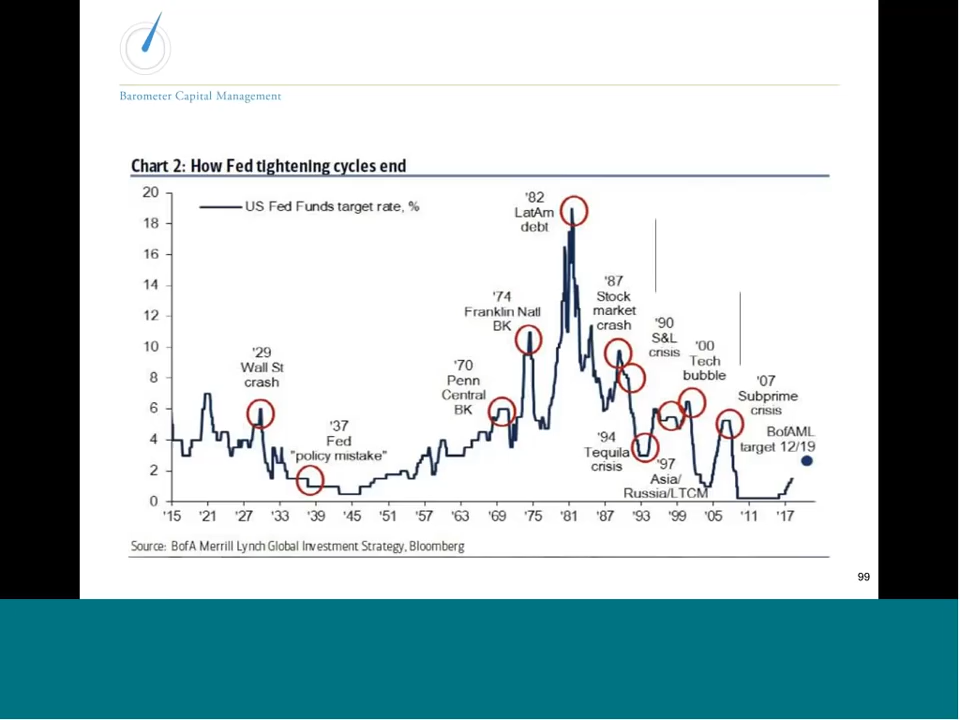 Barometer Capital Management
Chart 2: How Fed tightening cycles end
20
18
16
14
12
10
8
6
4
2
0
US Fed Funds target rate, %
'29
Wall St
crash
'37
Fed
"policy mistake"
'70
Penn
Central
BK
'74
Franklin Natl
BK
'82
LatAm
debt
'87
Stock
market
crash
'90
S&L
crisis
'94
Tequila
crisis
'97
Asia/
Russia/LTCM
'00
Tech
bubble
'07
Subprime
crisis
BofAML
target 12/19
'15 '21 '27 '33 '39 '45 '51 '57 '63 '69 '75 '81 '87 '93 '99 '05 '11 '17
Source: BofA Merrill Lynch Global Investment Strategy, Bloomberg
99